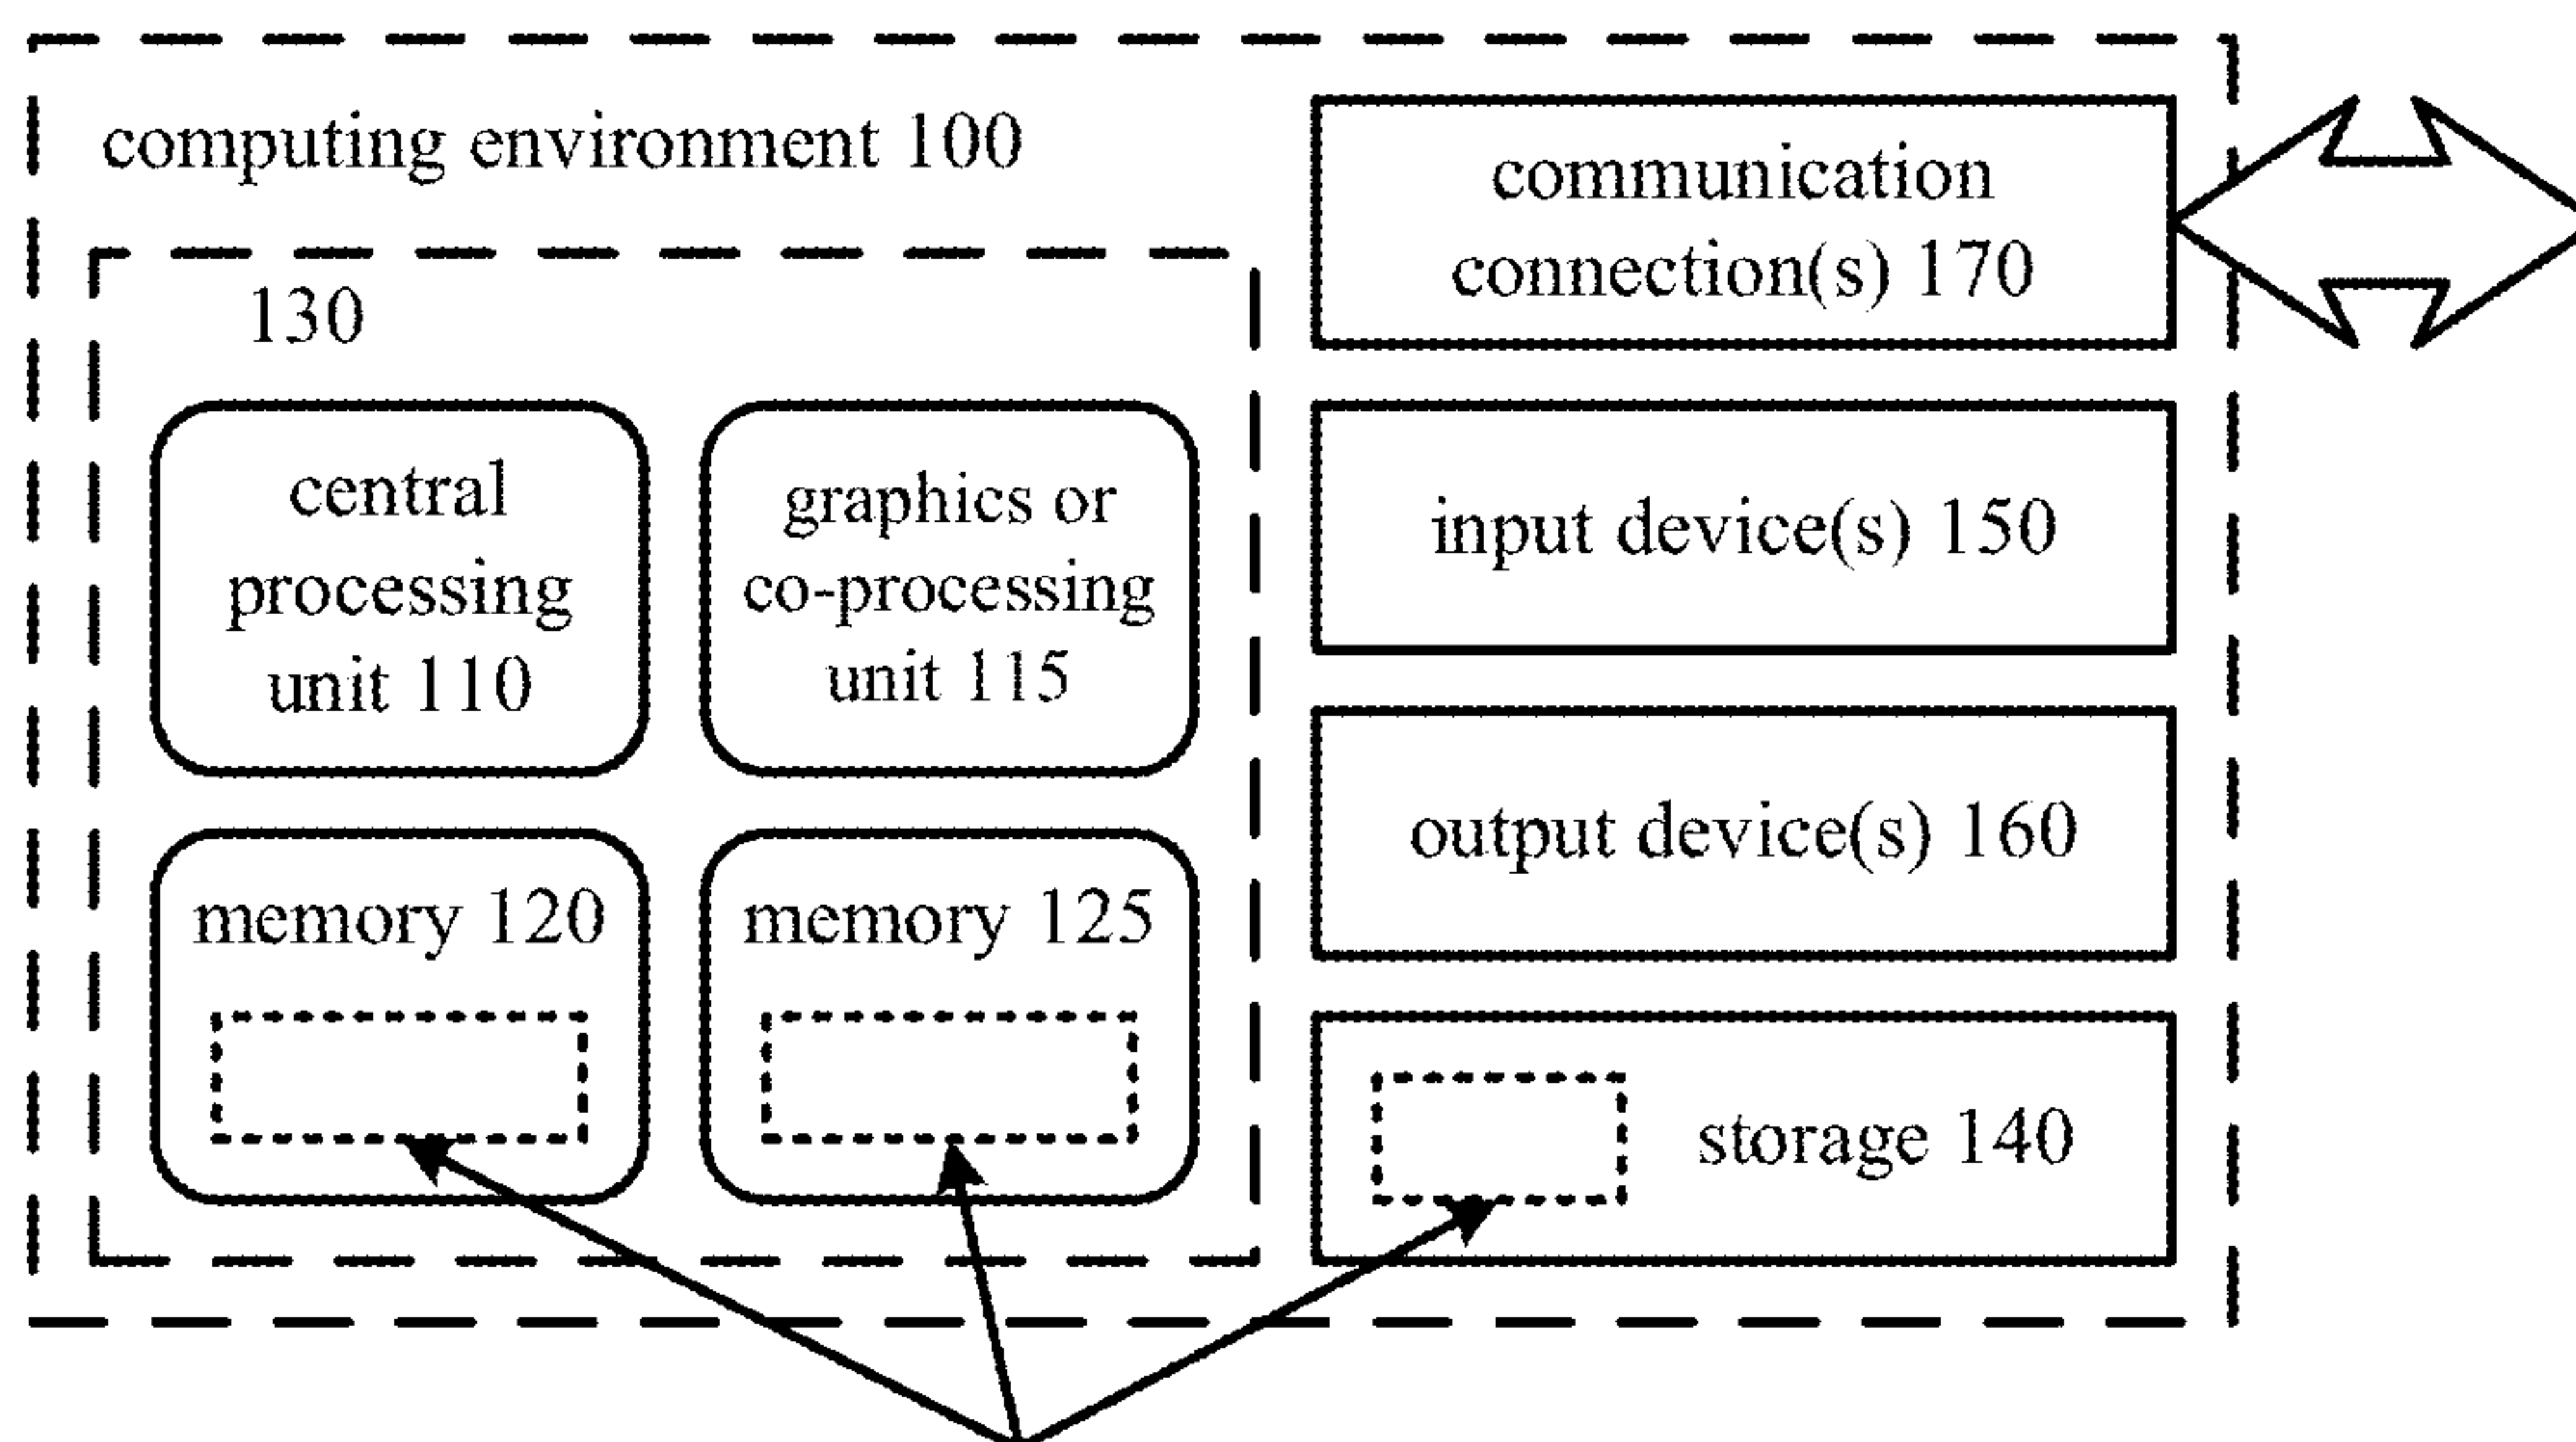 computing environment 100
130
central
processing
unit 110
graphics or
co-processing
unit 115
memory 120
memory 125
communication
connection(s) 170
input device(s) 150
output device(s) 160
storage 140